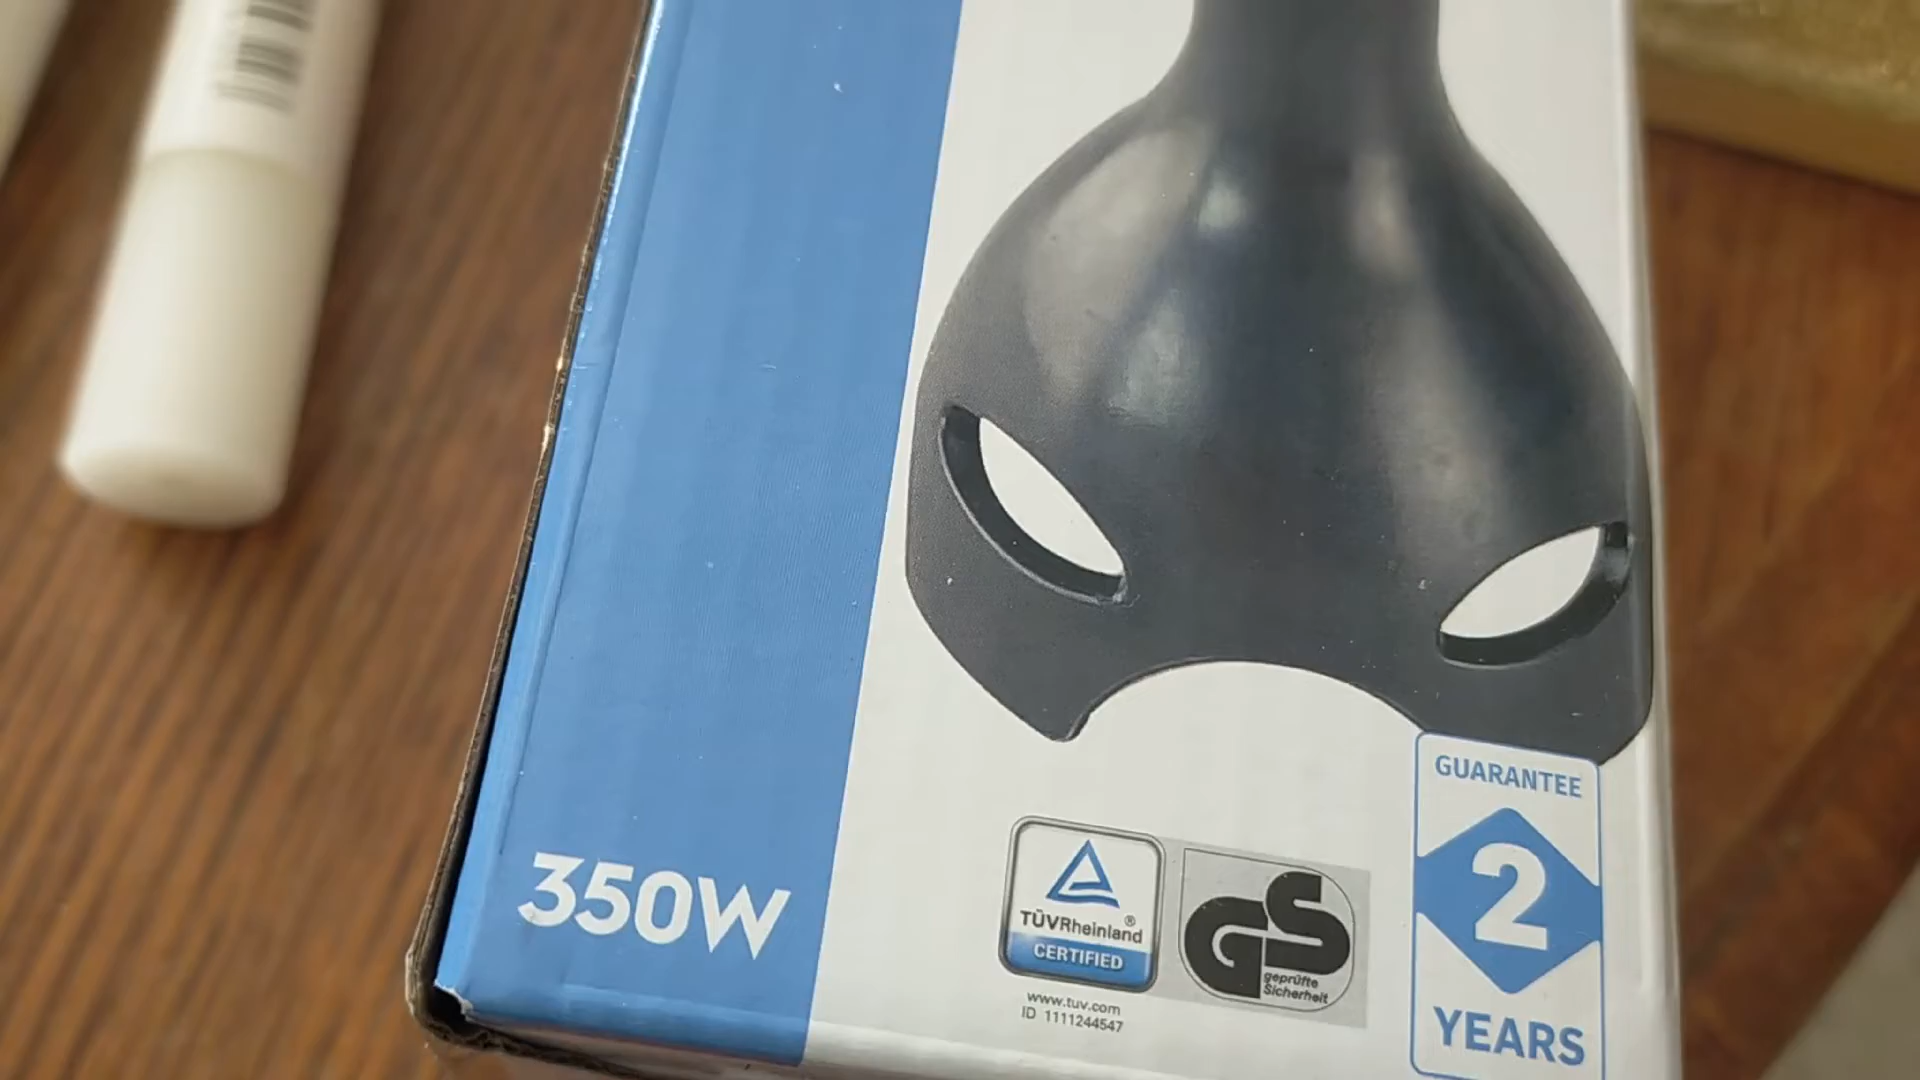 350W
TÜVRheinland®
CERTIFIED
www.tuv.com
ID 1111244547
GS
geprüfte
Sicherheit
GUARANTEE
2
YEARS